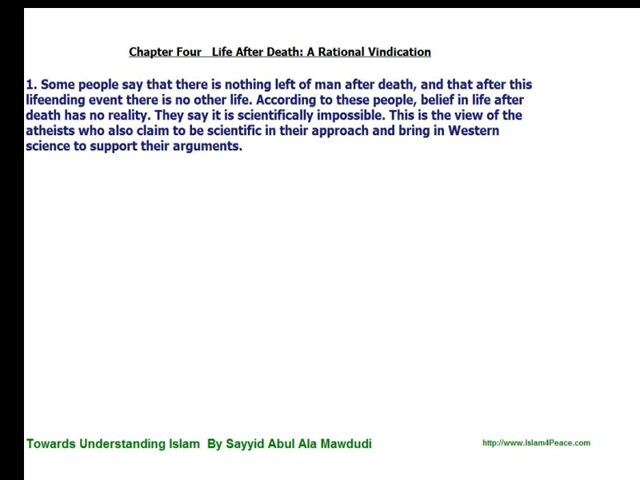 Chapter Four   Life After Death: A Rational Vindication
1. Some people say that there is nothing left of man after death, and that after this
lifeending event there is no other life. According to these people, belief in life after
death has no reality. They say it is scientifically impossible. This is the view of the
atheists who also claim to be scientific in their approach and bring in Western
science to support their arguments.
Towards Understanding Islam  By Sayyid Abul Ala Mawdudi
http://www.Islam4Peace.com